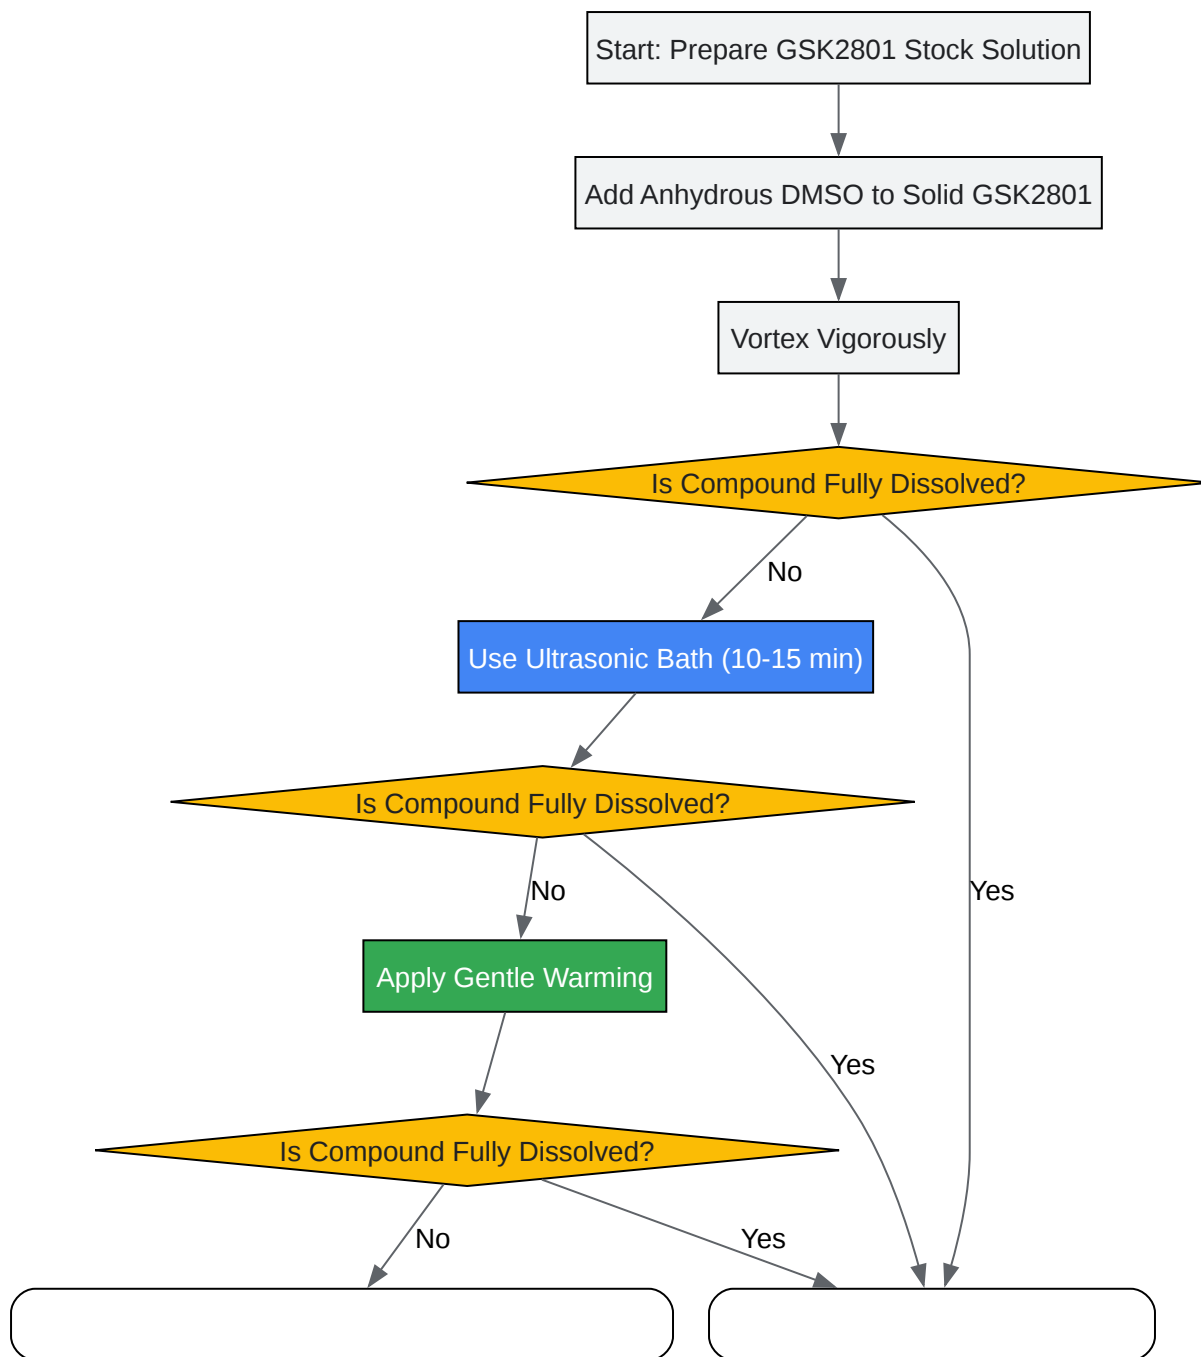 Start: Prepare GSK2801 Stock Solution
Add Anhydrous DMSO to Solid GSK2801
Vortex Vigorously
Is Compound Fully Dissolved?
No
Use Ultrasonic Bath (10-15 min)
Is Compound Fully Dissolved?
No
Yes
Apply Gentle Warming
Yes
Is Compound Fully Dissolved?
No
Yes